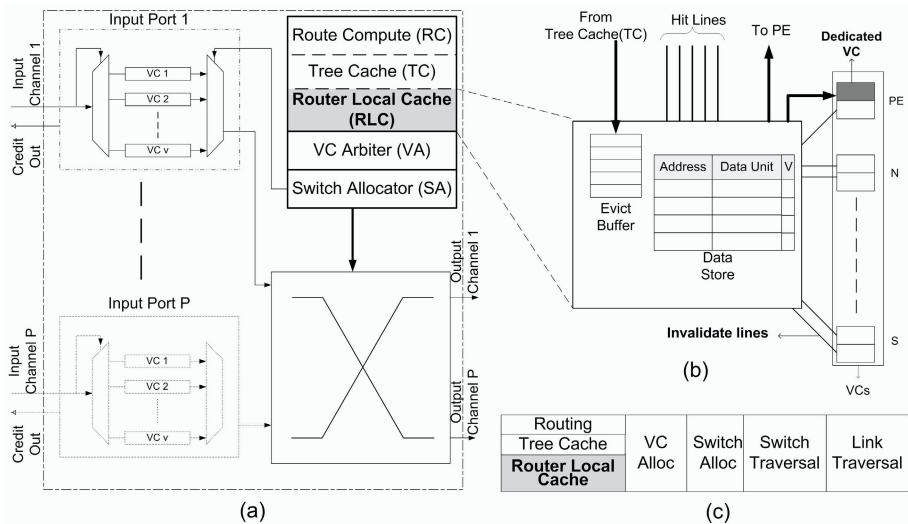 Input Port 1
Input
Channel 1
Credit
Out
VC 1
VC 2
VC v
Route Compute (RC)
Tree Cache (TC)
Router Local Cache
(RLC)
VC Arbiter (VA)
Switch Allocator (SA)
Input Port P
Input
Channel P
Credit
Out
VC 1
VC 2
VC v
Output
Channel 1
Output
Channel P
(a)
From
Tree Cache(TC)
Hit Lines
To PE
Dedicated
VC
PE
N
S
VCs
Evict
Buffer
Address
Data Unit
V
Data
Store
Invalidate lines
(b)
Routing
Tree Cache
Router Local
Cache
VC
Alloc
Switch
Alloc
Switch
Traversal
Link
Traversal
(c)